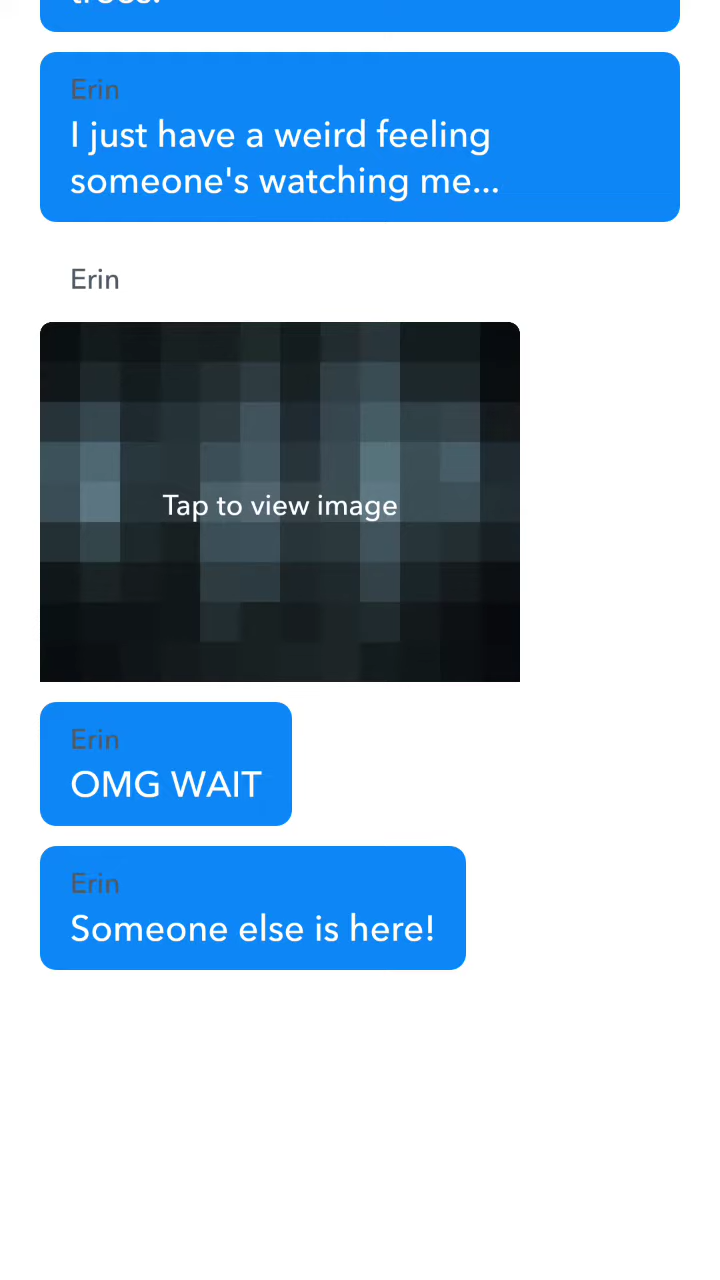 Erin
I just have a weird feeling
someone's watching me...
Erin
Tap to view image
Erin
OMG WAIT
Erin
Someone else is here!